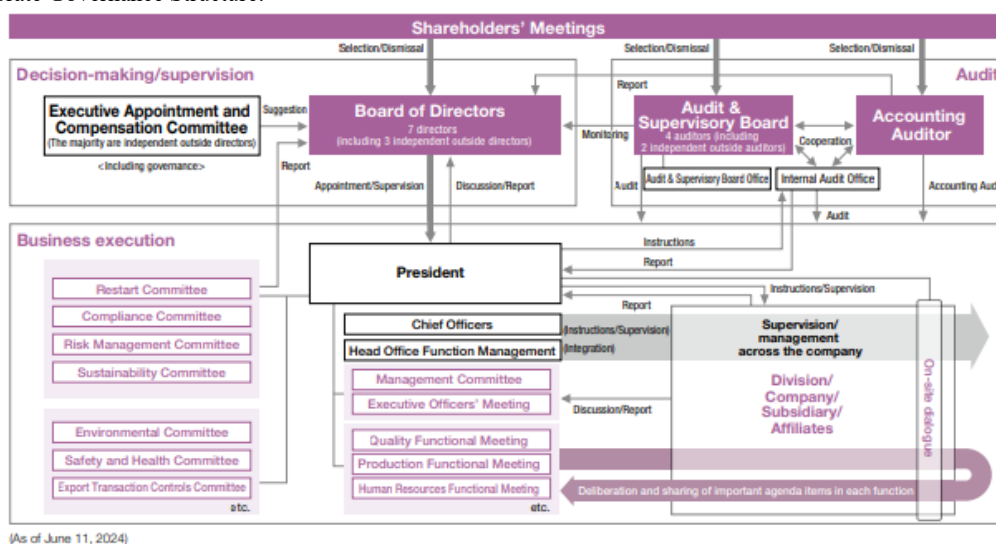 Shareholders' Meetings
Selection/Dismissal
Selection/Dismissal
Selection/Dismissal
Decision-making/supervision
Audit
Executive Appointment and
Compensation Committee
(The majority are independent outside directors)
<Including governance>
Suggestion
Report
Board of Directors
7 directors
(including 3 independent outside directors)
Report
Monitoring
Audit &
Supervisory Board
4 auditors (including
2 independent outside auditors)
Cooperation
Accounting
Auditor
Audit & Supervisory Board Office
Internal Audit Office
Appointment/Supervision
Discussion/Report
Audit
Audit
Accounting Aud
Business execution
Instructions
Report
President
Instructions/Supervision
Report
Restart Committee
Compliance Committee
Risk Management Committee
Sustainability Committee
Environmental Committee
Safety and Health Committee
Export Transaction Controls Committee
etc.
Chief Officers
(Instructions/Supervision)
Head Office Function Management
(Integration)
Management Committee
Executive Officers' Meeting
Discussion/Report
Quality Functional Meeting
Production Functional Meeting
Human Resources Functional Meeting
etc.
Supervision/
management
across the company
Division/
Company/
Subsidiary/
Affiliates
On-site dialogue
Deliberation and sharing of important agenda items in each function
(As of June 11, 2024)